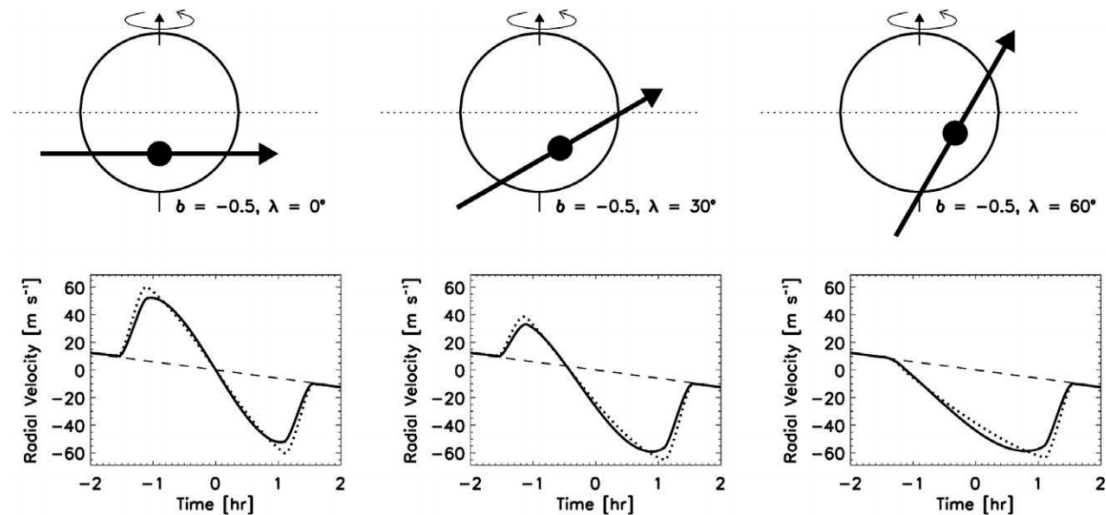 b = −0.5, λ = 0°
b = −0.5, λ = 30°
b = −0.5, λ = 60°
Radial Velocity [m s⁻¹]
60
40
20
0
−20
−40
−60
−2 −1 0 1 2
Time [hr]
Radial Velocity [m s⁻¹]
60
40
20
0
−20
−40
−60
−2 −1 0 1 2
Time [hr]
Radial Velocity [m s⁻¹]
60
40
20
0
−20
−40
−60
−2 −1 0 1 2
Time [hr]